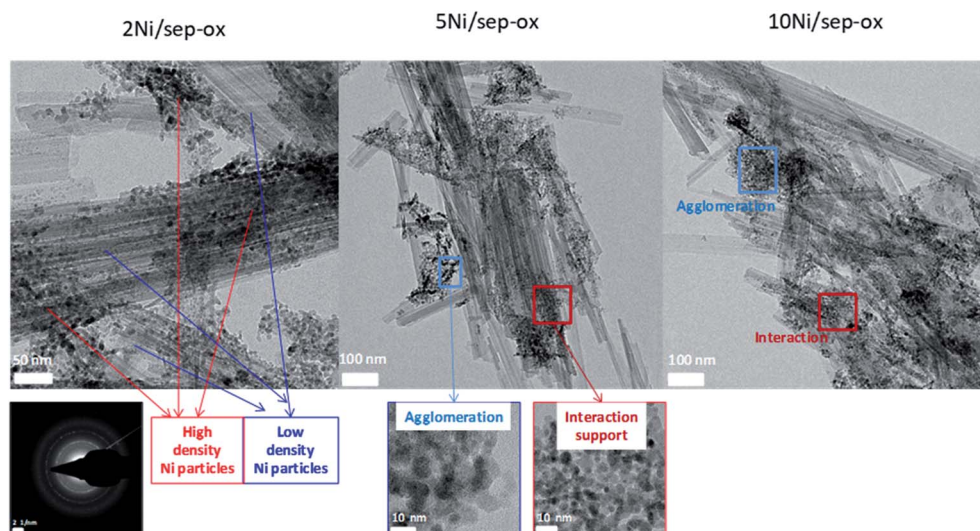 2Ni/sep-ox
5Ni/sep-ox
10Ni/sep-ox
Agglomeration
Interaction
50 nm
100 nm
100 nm
High
density
Ni particles
Low
density
Ni particles
Agglomeration
Interaction
support
2 1/nm
10 nm
10 nm